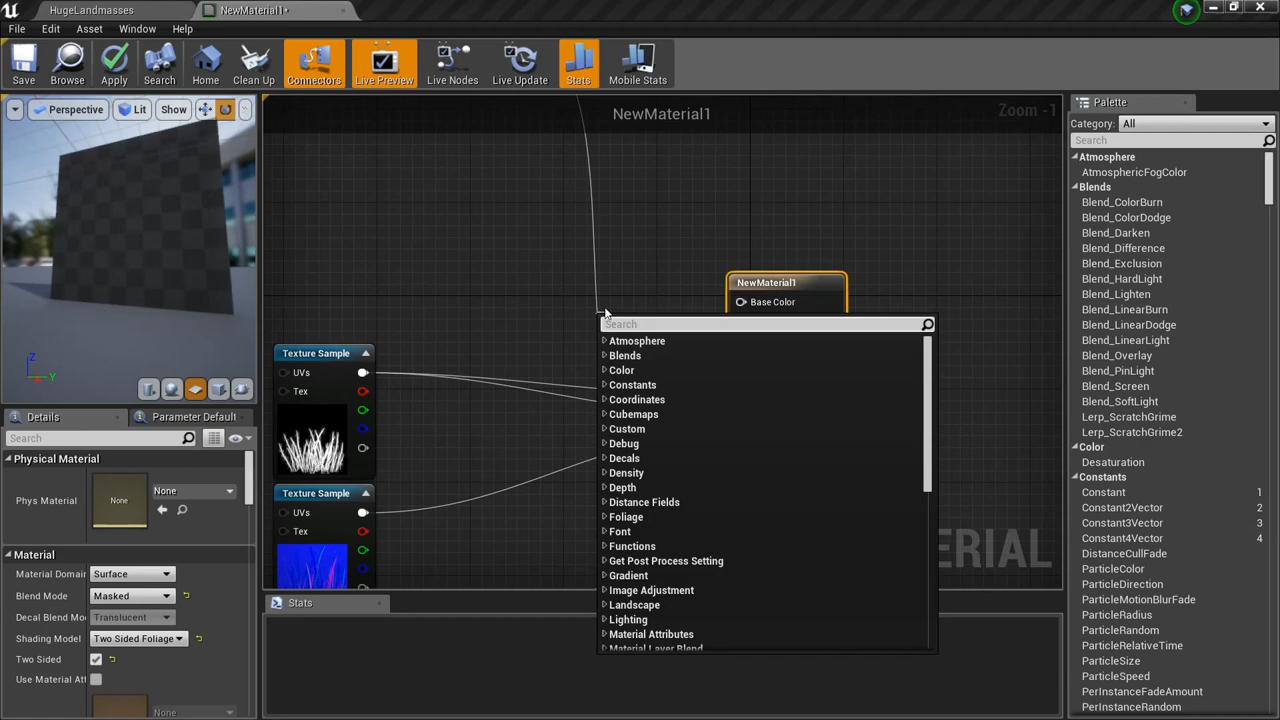 HugeLandmasses
NewMaterial1*
File Edit Asset Window Help
Save Browse Apply Search Home Clean Up Connectors Live Preview Live Nodes Live Update Stats Mobile Stats
Perspective Lit Show
NewMaterial1
Zoom -1
Z
Y
Texture Sample
UVs
Tex
Texture Sample
UVs
Tex
NewMaterial1
Base Color
Search
Atmosphere
Blends
Color
Constants
Coordinates
Cubemaps
Custom
Debug
Decals
Density
Depth
Distance Fields
Foliage
Font
Functions
Get Post Process Setting
Gradient
Image Adjustment
Landscape
Lighting
Material Attributes
Material Layer Blend
ERIAL
Stats
Details
Parameter Default
Search
Physical Material
Phys Material
None
None
Material
Material Domain
Surface
Blend Mode
Masked
Decal Blend Mo
Translucent
Shading Model
Two Sided Foliage
Two Sided
Use Material Att
None
Palette
Category: All
Search
Atmosphere
AtmosphericFogColor
Blends
Blend_ColorBurn
Blend_ColorDodge
Blend_Darken
Blend_Difference
Blend_Exclusion
Blend_HardLight
Blend_Lighten
Blend_LinearBurn
Blend_LinearDodge
Blend_LinearLight
Blend_Overlay
Blend_PinLight
Blend_Screen
Blend_SoftLight
Lerp_ScratchGrime
Lerp_ScratchGrime2
Color
Desaturation
Constants
Constant 1
Constant2Vector 2
Constant3Vector 3
Constant4Vector 4
DistanceCullFade
ParticleColor
ParticleDirection
ParticleMotionBlurFade
ParticleRadius
ParticleRandom
ParticleRelativeTime
ParticleSize
ParticleSpeed
PerInstanceFadeAmount
PerInstanceRandom